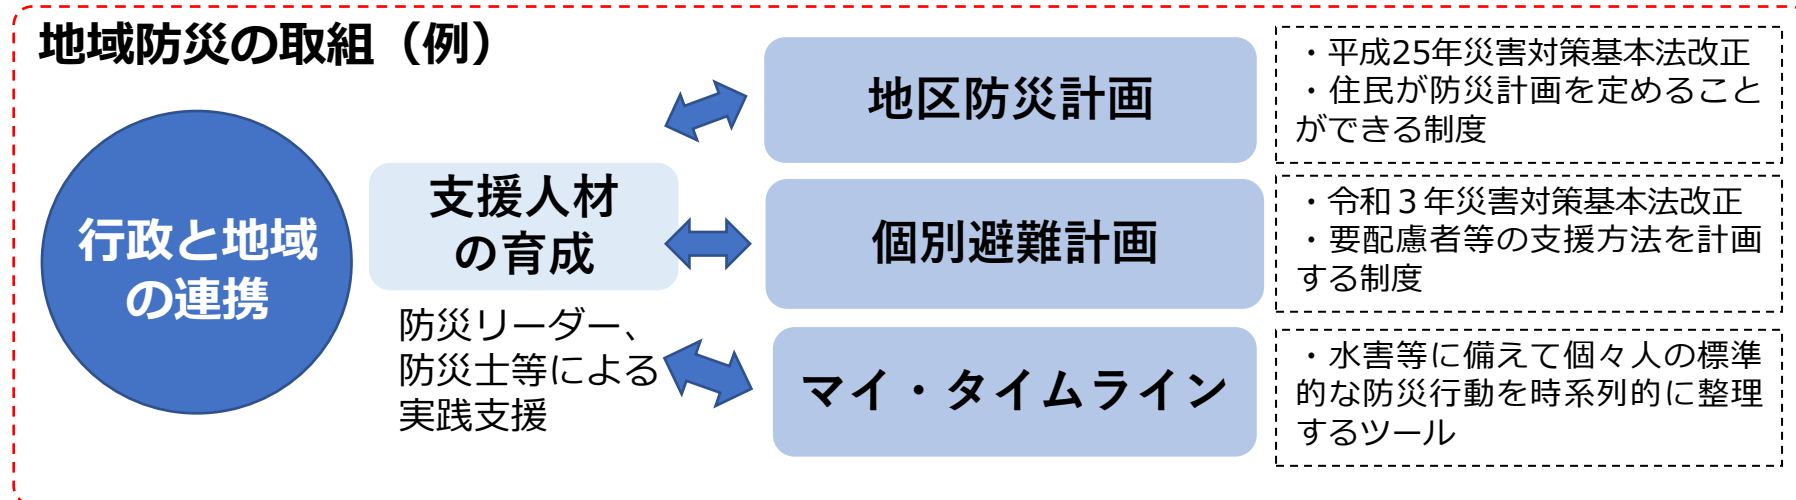 地域防災の取組（例）
行政と地域
の連携
支援人材
の育成
防災リーダー、
防災士等による
実践支援
地区防災計画
・平成25年災害対策基本法改正
・住民が防災計画を定めること
ができる制度
個別避難計画
・令和３年災害対策基本法改正
・要配慮者等の支援方法を計画
する制度
マイ・タイムライン
・水害等に備えて個々人の標準
的な防災行動を時系列的に整理
するツール